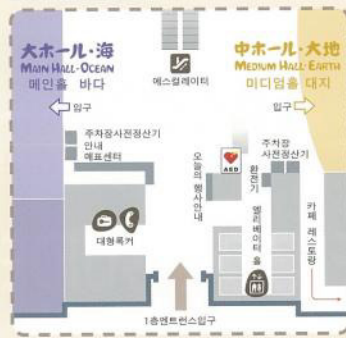 大ホール・海
MAIN HALL・OCEAN
메인홀 바다
입구
에스컬레이터
中ホール・大地
MEDIUM HALL・EARTH
미디엄홀 대지
입구
주차장사전정산기
안내
예표센터
대형록커
오늘의 행사안내
AED
환전기
주차장
사전정산기
엘리베이터 홀
카페 레스토랑
1층엔트런스입구